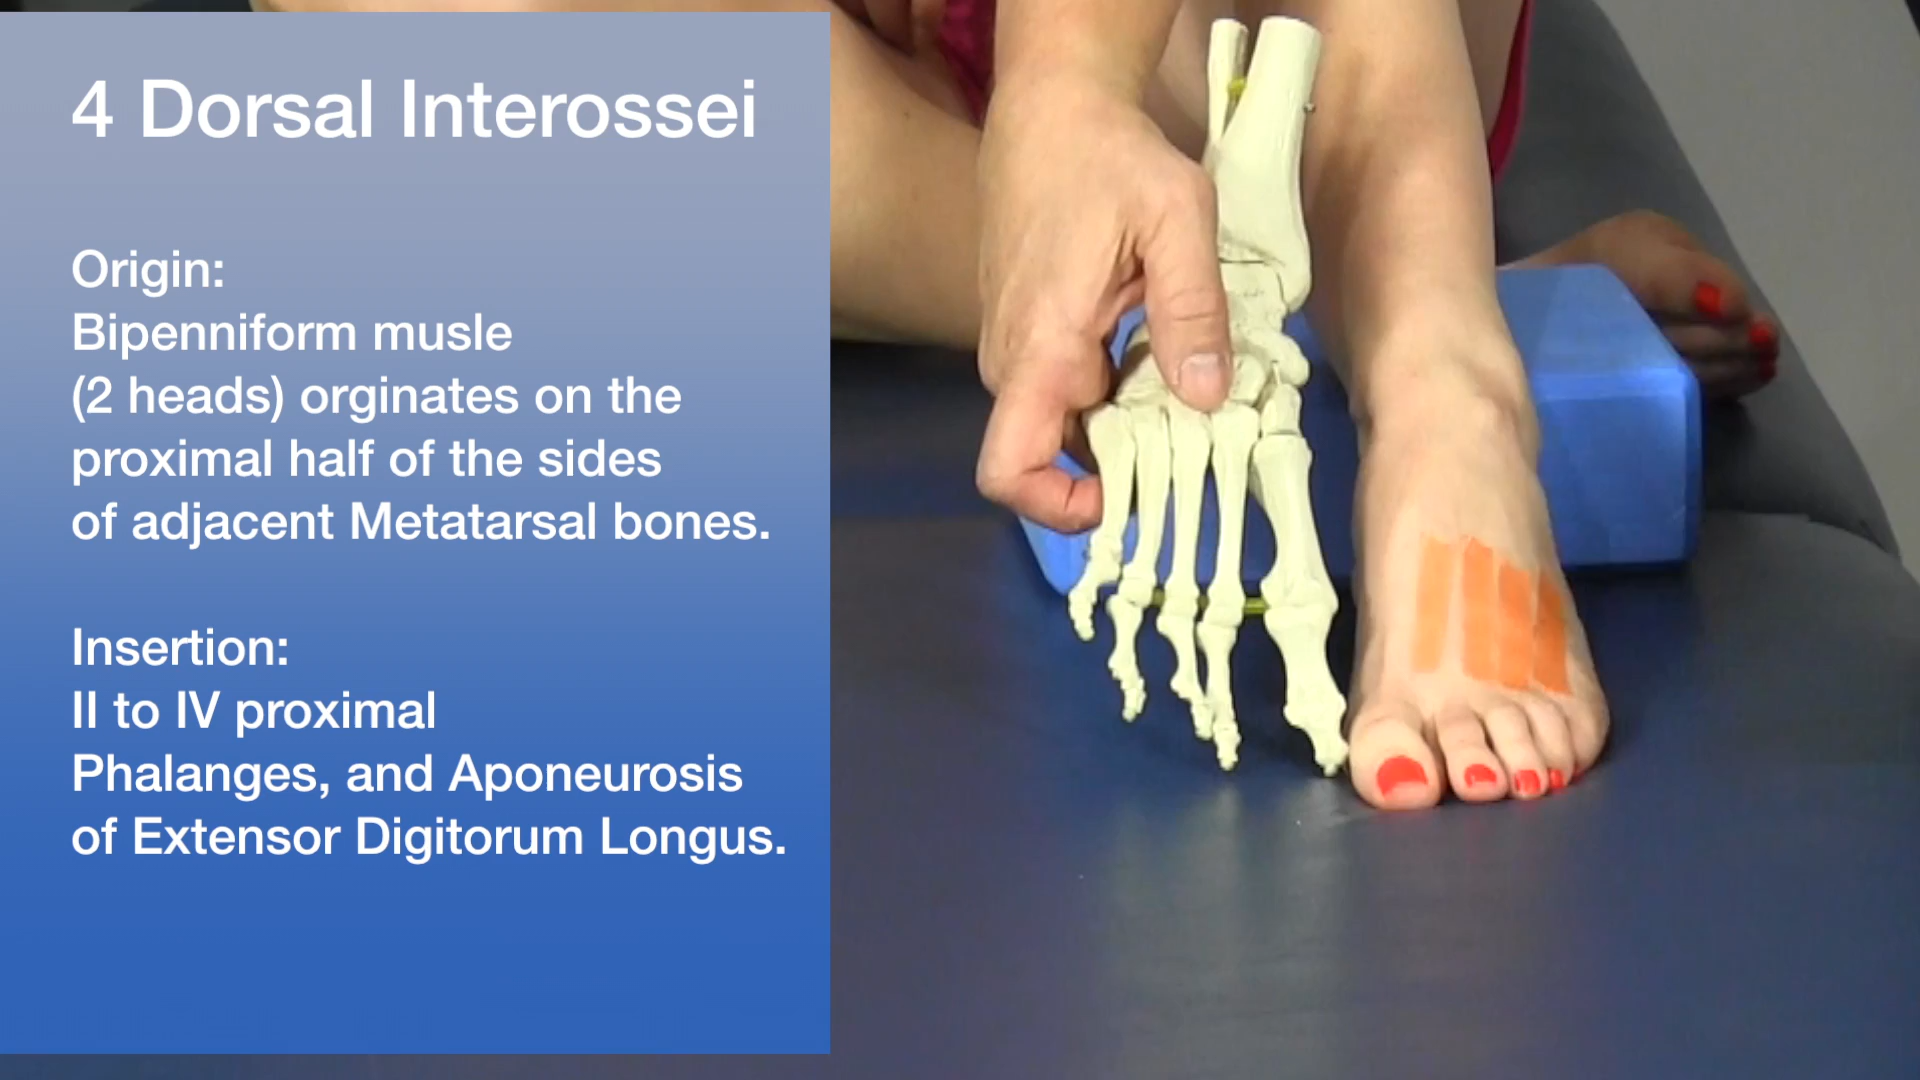 4 Dorsal Interossei
Origin:
Bipenniform musle
(2 heads) orginates on the
proximal half of the sides
of adjacent Metatarsal bones.
Insertion:
II to IV proximal
Phalanges, and Aponeurosis
of Extensor Digitorum Longus.